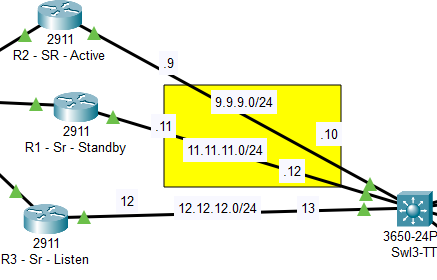 2911
R2 - SR - Active
.9
9.9.9.0/24
.10
2911
R1 - Sr - Standby
.11
11.11.11.0/24
.12
2911
R3 - Sr - Listen
12
12.12.12.0/24
13
3650-24P
Swl3-TT